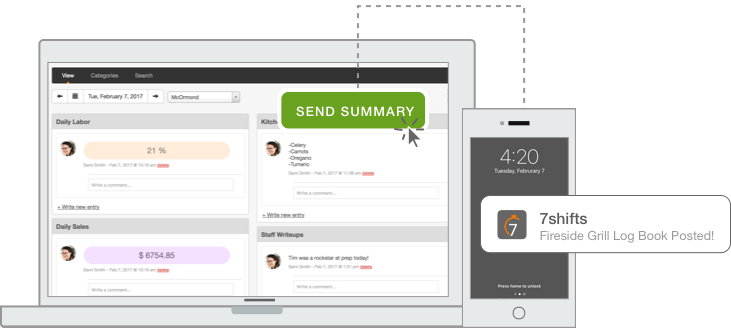 View Categories Search
Tue, February 7, 2017 McOrmond
SEND SUMMARY
Daily Labor
21 %
Sami Smith - Feb 7, 2017 @ 10:16 am
Write a comment...
+ Write new entry
Daily Sales
$ 6754.85
Sami Smith - Feb 7, 2017 @ 10:16 am
Write a comment...
Kitche
-Celery
-Carrots
-Oregano
-Tumeric
Sami Smith - Feb 7, 2017 @ 11:38 am
Write a comment...
+ Write new entry
Staff Writeups
Tim was a rockstar at prep today!
Sami Smith - Feb 7, 2017 @ 1:01 pm
Write a comment...
4:20
Tuesday, February 7
7
7shifts
Fireside Grill Log Book Posted!
Press home to unlock